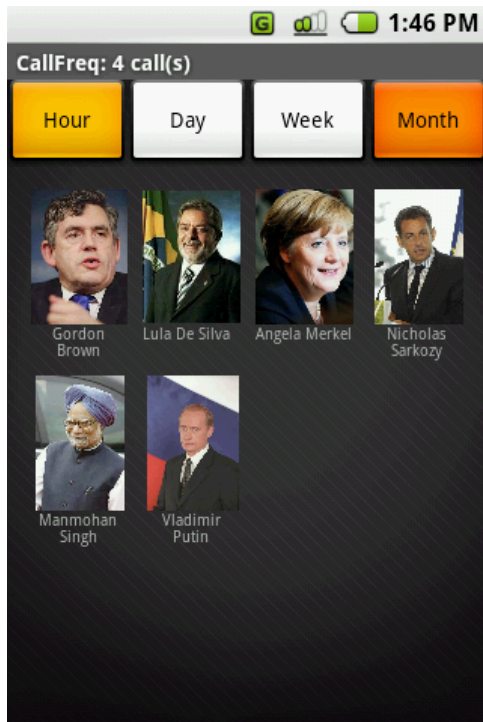 G 1:46 PM
CallFreq: 4 call(s)
Hour Day Week Month
Gordon Brown
Lula De Silva
Angela Merkel
Nicholas Sarkozy
Manmohan Singh
Vladimir Putin